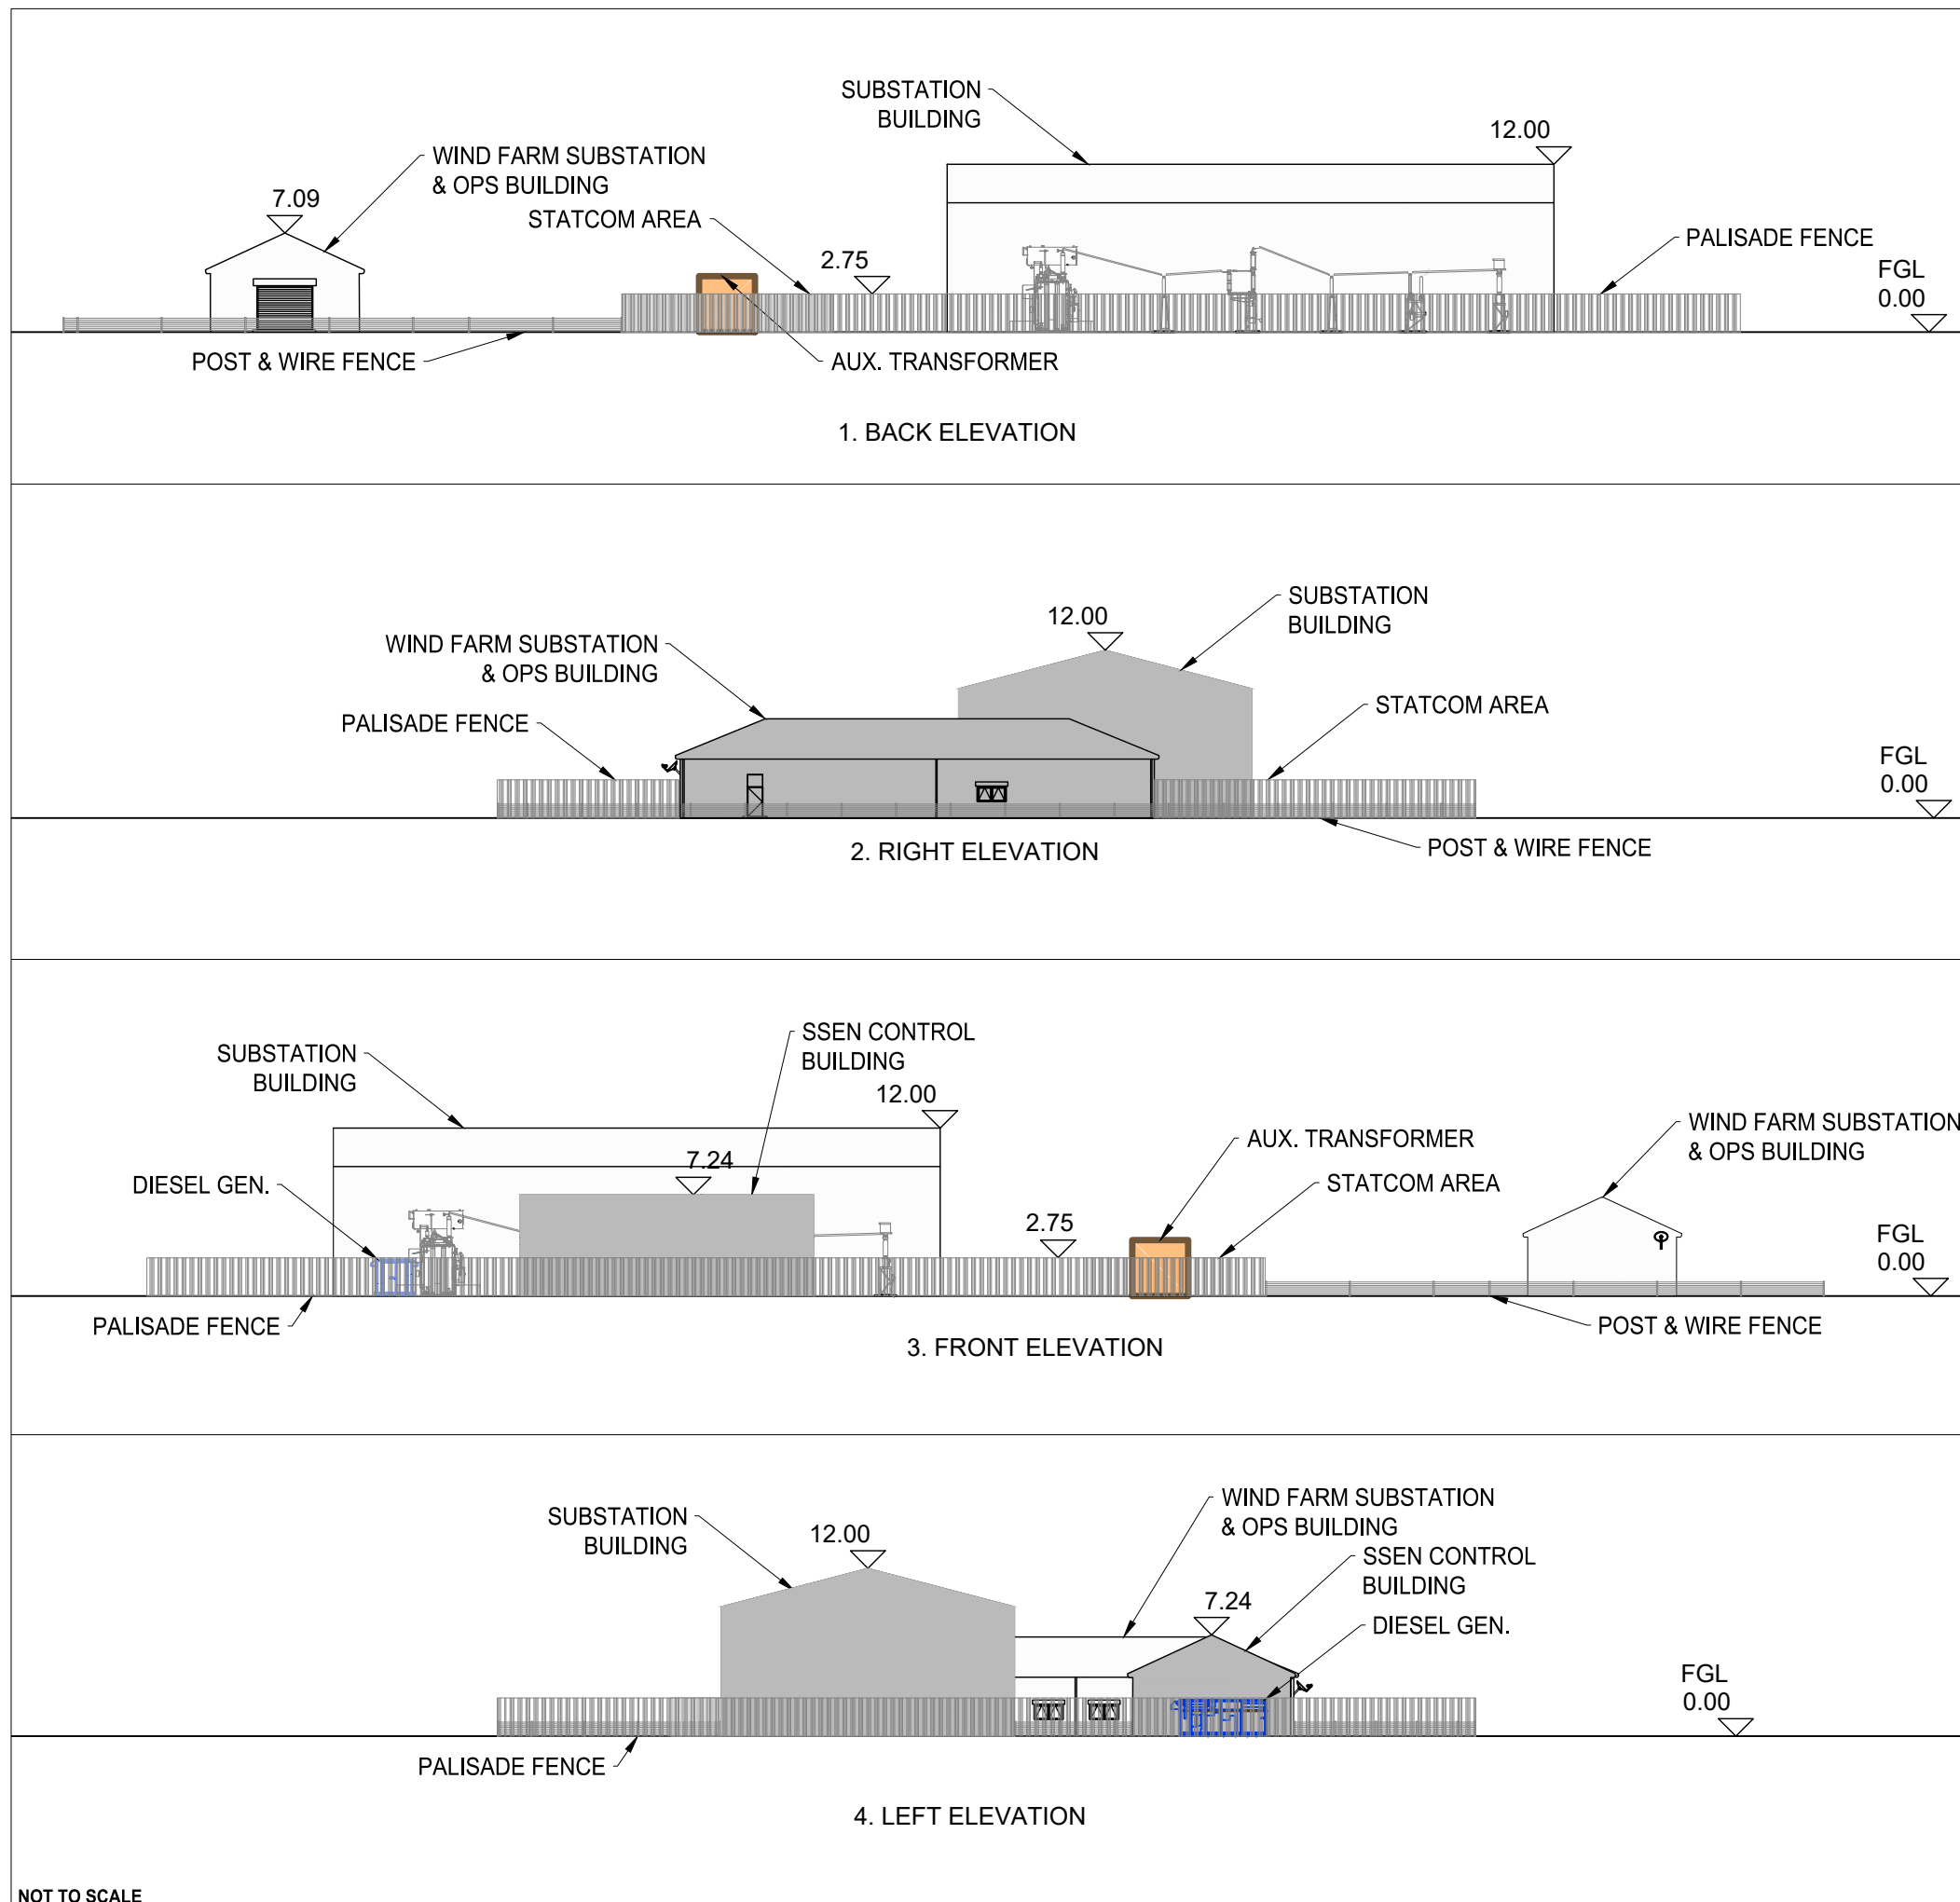 SUBSTATION
BUILDING
12.00
WIND FARM SUBSTATION
& OPS BUILDING
7.09
STATCOM AREA
2.75
PALISADE FENCE
FGL
0.00
POST & WIRE FENCE
AUX. TRANSFORMER
1. BACK ELEVATION
SUBSTATION
BUILDING
12.00
WIND FARM SUBSTATION
& OPS BUILDING
PALISADE FENCE
STATCOM AREA
FGL
0.00
POST & WIRE FENCE
2. RIGHT ELEVATION
SSEN CONTROL
BUILDING
SUBSTATION
BUILDING
12.00
WIND FARM SUBSTATION
& OPS BUILDING
AUX. TRANSFORMER
7.24
DIESEL GEN.
STATCOM AREA
2.75
FGL
0.00
PALISADE FENCE
POST & WIRE FENCE
3. FRONT ELEVATION
WIND FARM SUBSTATION
& OPS BUILDING
SUBSTATION
BUILDING
12.00
SSEN CONTROL
BUILDING
7.24
DIESEL GEN.
FGL
0.00
PALISADE FENCE
4. LEFT ELEVATION
NOT TO SCALE